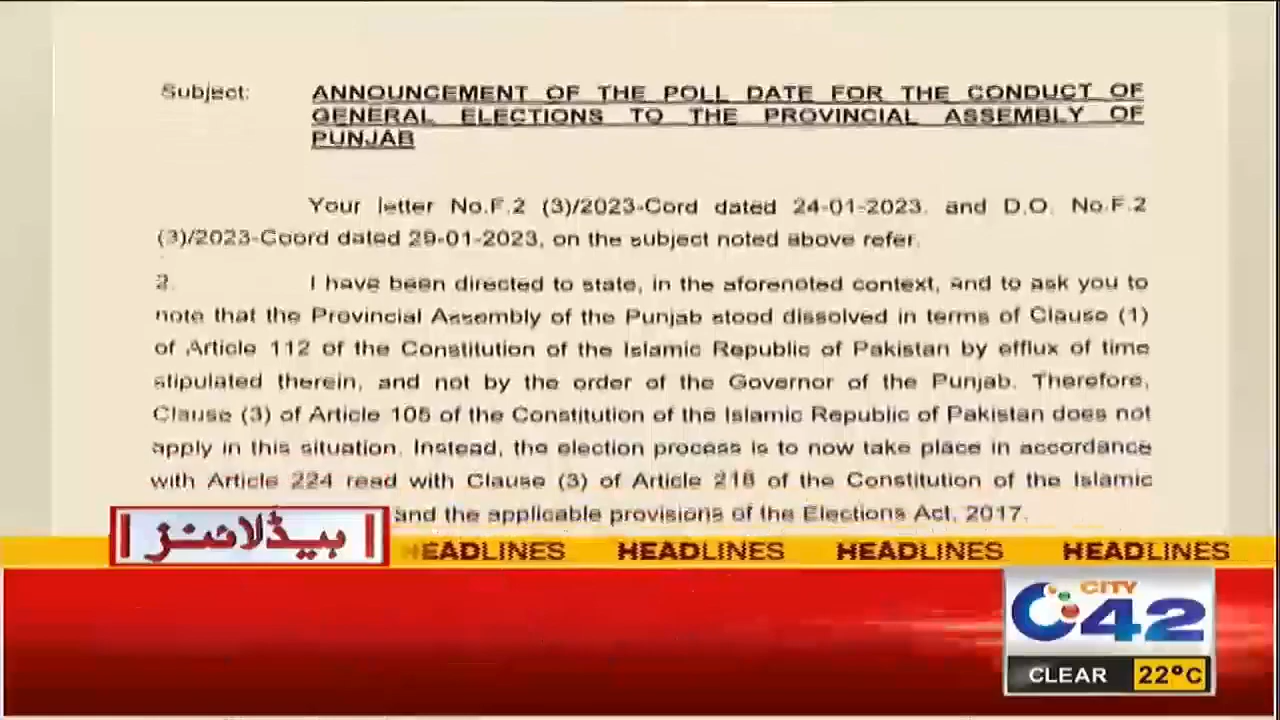 Subject: ANNOUNCEMENT OF THE POLL DATE FOR THE CONDUCT OF
GENERAL ELECTIONS TO THE PROVINCIAL ASSEMBLY OF
PUNJAB
Your letter No.F.2 (3)/2023-Cord dated 24-01-2023, and D.O. No.F.2
(3)/2023-Coord dated 29-01-2023, on the subject noted above refer.
2. I have been directed to state, in the aforenoted context, and to ask you to
note that the Provincial Assembly of the Punjab stood dissolved in terms of Clause (1)
of Article 112 of the Constitution of the Islamic Republic of Pakistan by efflux of time
stipulated therein, and not by the order of the Governor of the Punjab. Therefore,
Clause (3) of Article 105 of the Constitution of the Islamic Republic of Pakistan does not
apply in this situation. Instead, the election process is to now take place in accordance
with Article 224 read with Clause (3) of Article 218 of the Constitution of the Islamic
and the applicable provisions of the Elections Act, 2017.
ہیڈلائنز
HEADLINES HEADLINES HEADLINES HEADLINES
CITY
42
CLEAR 22°C